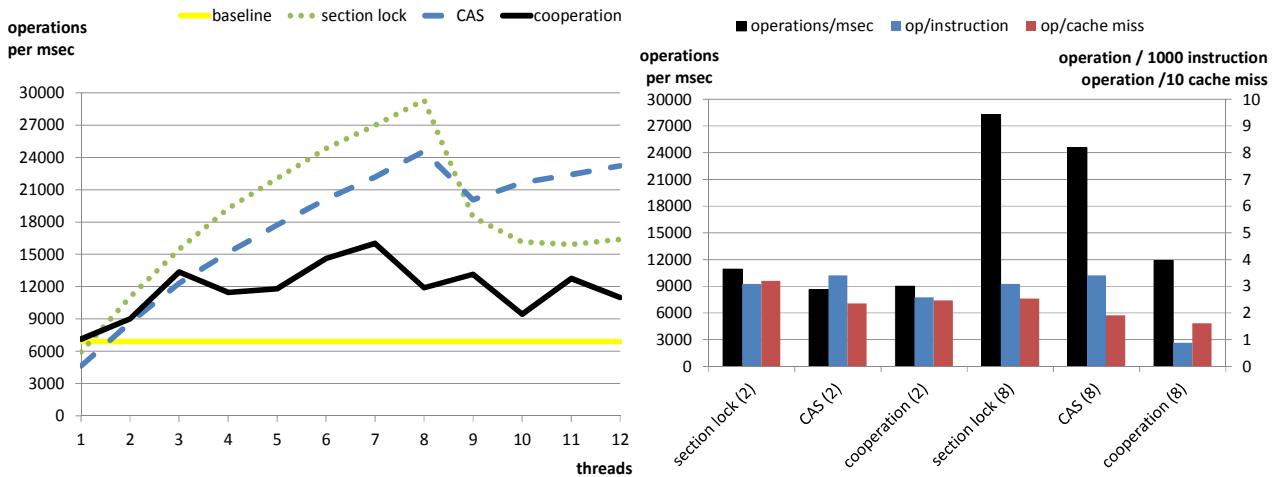 baseline section lock CAS cooperation
operations
per msec
30000
27000
24000
21000
18000
15000
12000
9000
6000
3000
0
1 2 3 4 5 6 7 8 9 10 11 12
threads
operations/msec op/instruction op/cache miss
operations
per msec
operation / 1000 instruction
operation /10 cache miss
30000 10
27000 9
24000 8
21000 7
18000 6
15000 5
12000 4
9000 3
6000 2
3000 1
0 0
section lock (2) CAS (2) cooperation (2) section lock (8) CAS (8) cooperation (8)